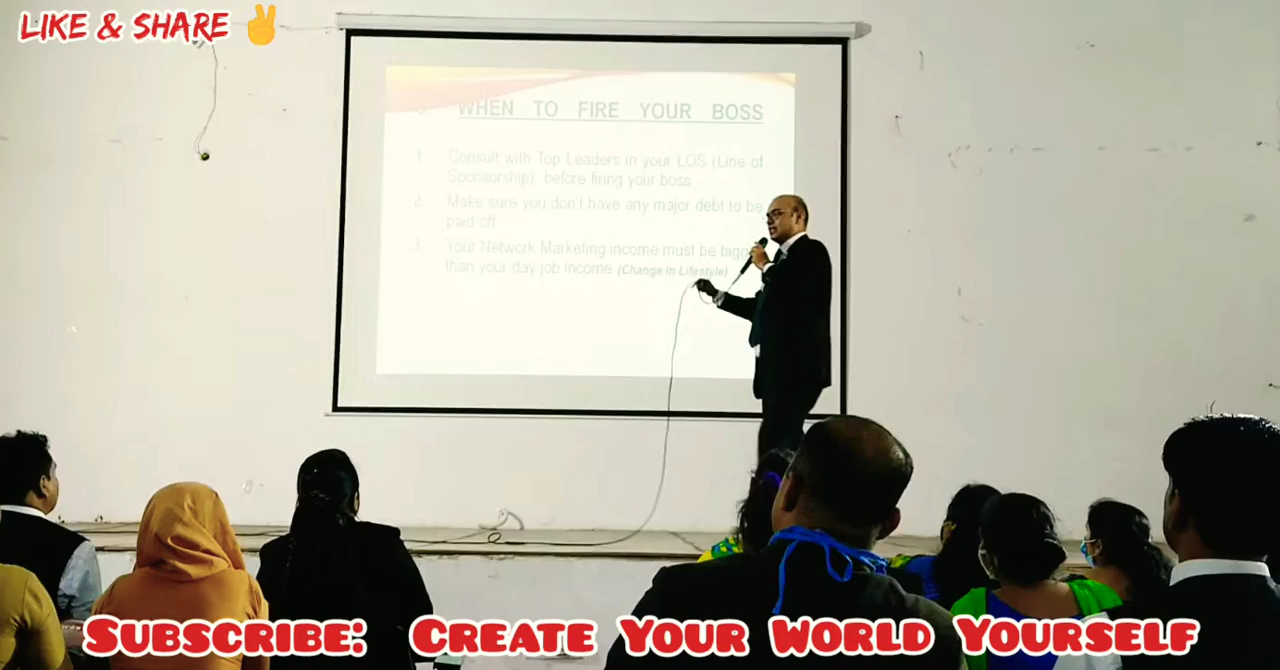 LIKE & SHARE ✌
WHEN TO FIRE YOUR BOSS
1. Consult with Top Leaders in your LOS (Line of
Sponsorship) before firing your boss
2. Make sure you don't have any major debt to be
paid off
3. Your Network Marketing income must be
than your day job income (Change in Lifestyle)
SUBSCRIBE: CREATE YOUR WORLD YOURSELF